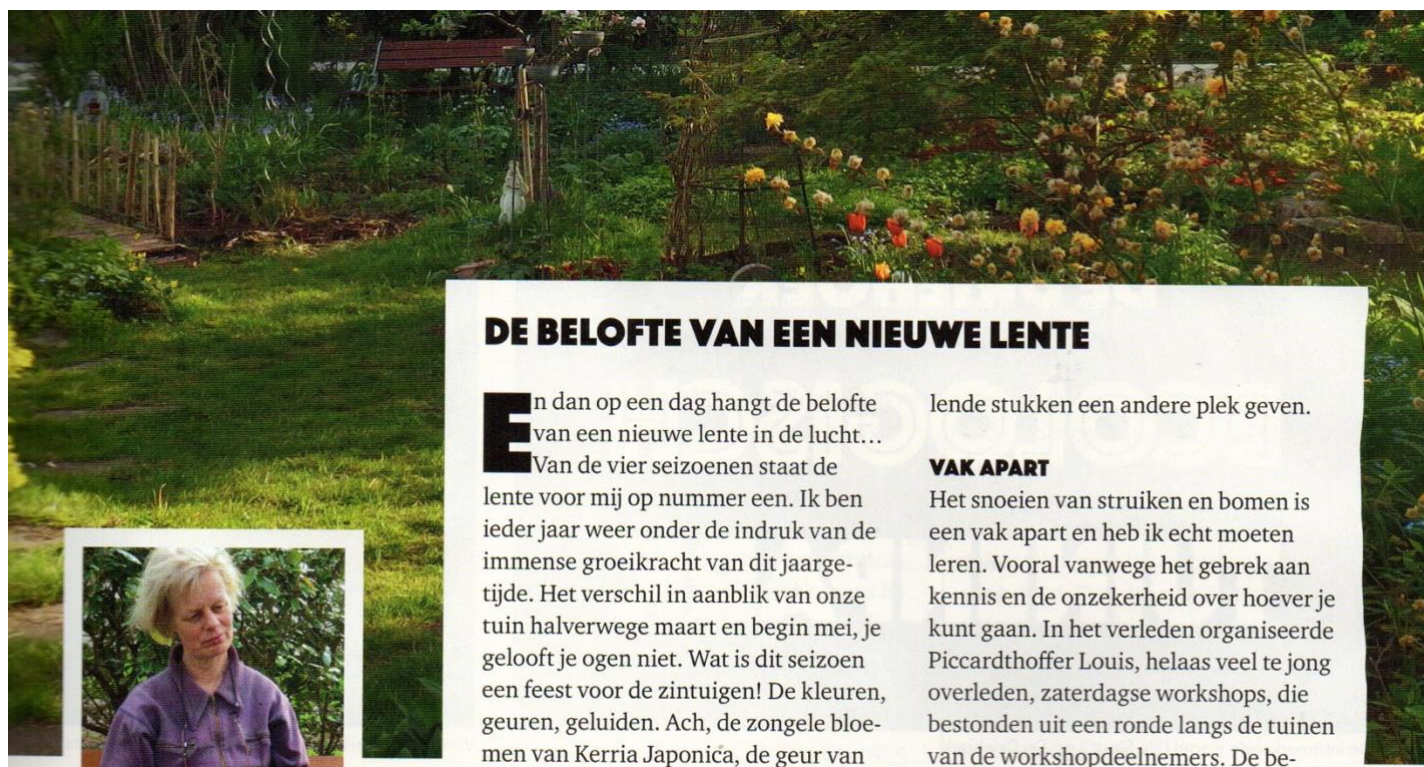 DE BELOFTE VAN EEN NIEUWE LENTE
En dan op een dag hangt de belofte
van een nieuwe lente in de lucht…
Van de vier seizoenen staat de
lente voor mij op nummer een. Ik ben
ieder jaar weer onder de indruk van de
immense groeikracht van dit jaarge-
tijde. Het verschil in aanblik van onze
tuin halverwege maart en begin mei, je
gelooft je ogen niet. Wat is dit seizoen
een feest voor de zintuigen! De kleuren,
geuren, geluiden. Ach, de zongele bloe-
men van Kerria Japonica, de geur van
lende stukken een andere plek geven.
VAK APART
Het snoeien van struiken en bomen is
een vak apart en heb ik echt moeten
leren. Vooral vanwege het gebrek aan
kennis en de onzekerheid over hoever je
kunt gaan. In het verleden organiseerde
Piccardthoffer Louis, helaas veel te jong
overleden, zaterdagse workshops, die
bestonden uit een ronde langs de tuinen
van de workshopdeelnemers. De be-